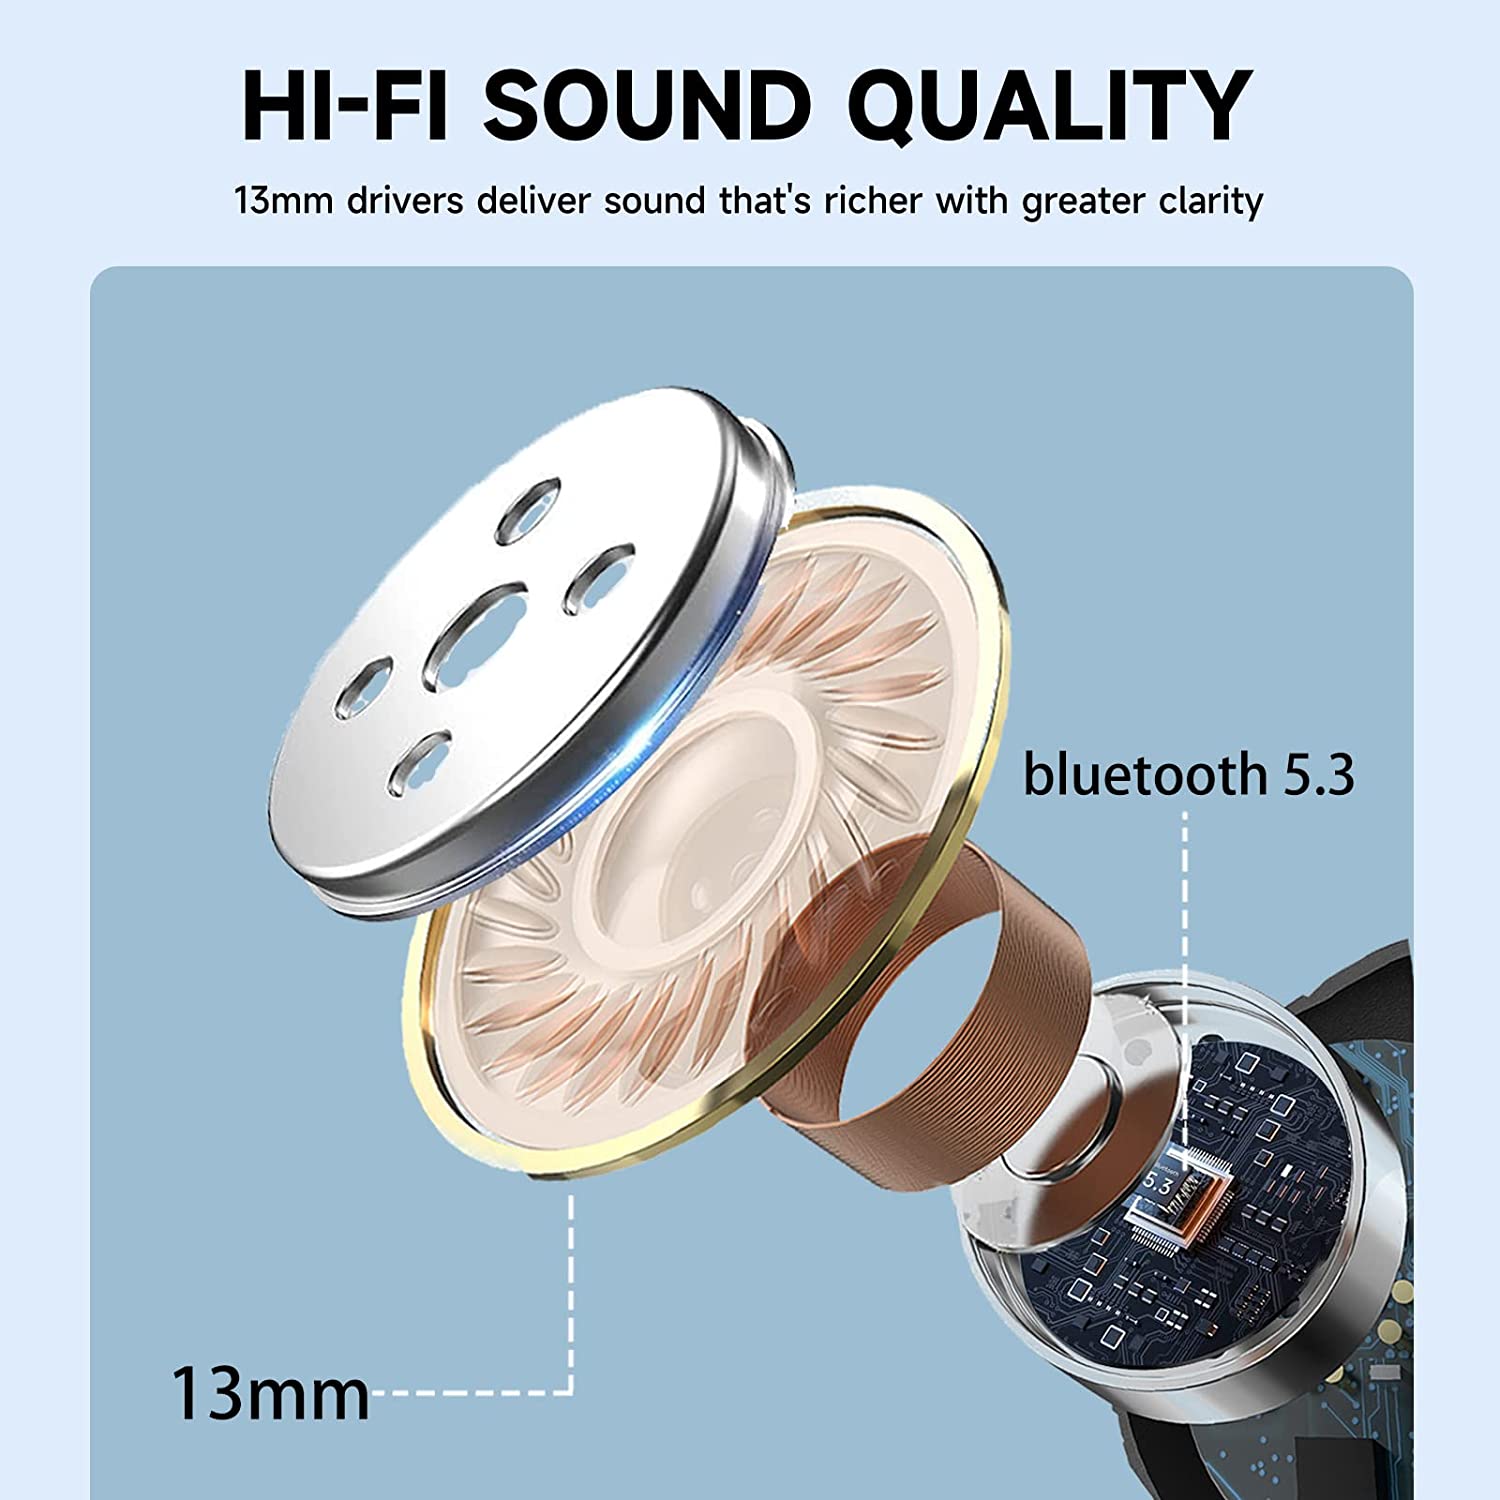 HI-FI SOUND QUALITY
13mm drivers deliver sound that's richer with greater clarity
bluetooth 5.3
bluetooth
5.3
13mm